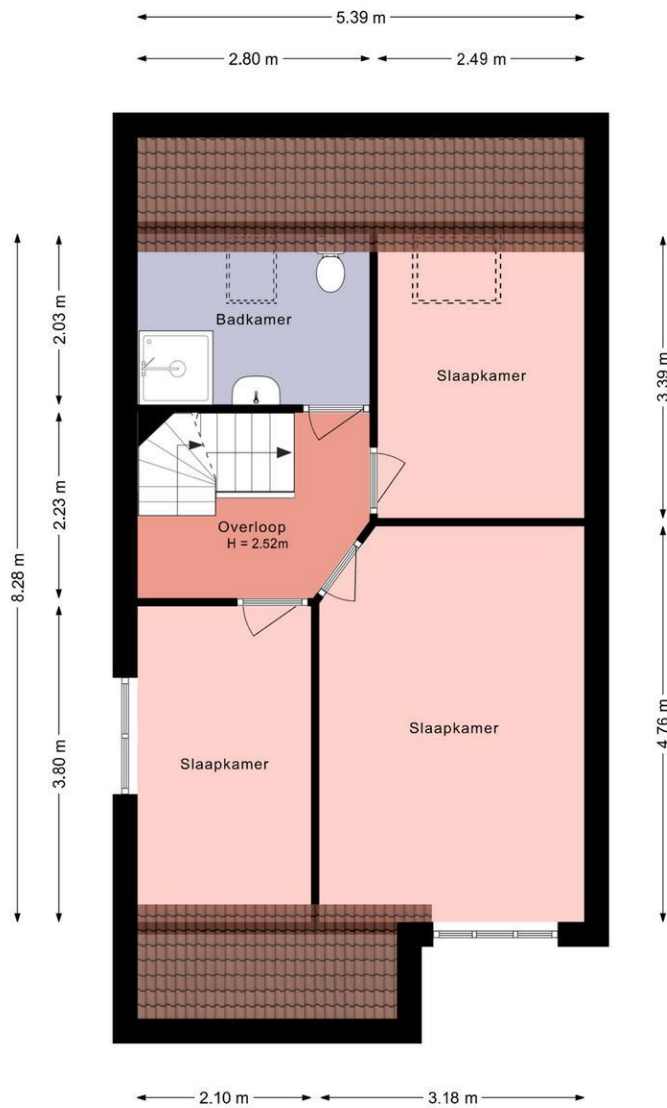 5.39 m
2.80 m
2.49 m
2.03 m
2.23 m
3.80 m
8.28 m
3.39 m
4.76 m
Badkamer
Slaapkamer
Overloop
H = 2.52m
Slaapkamer
Slaapkamer
2.10 m
3.18 m